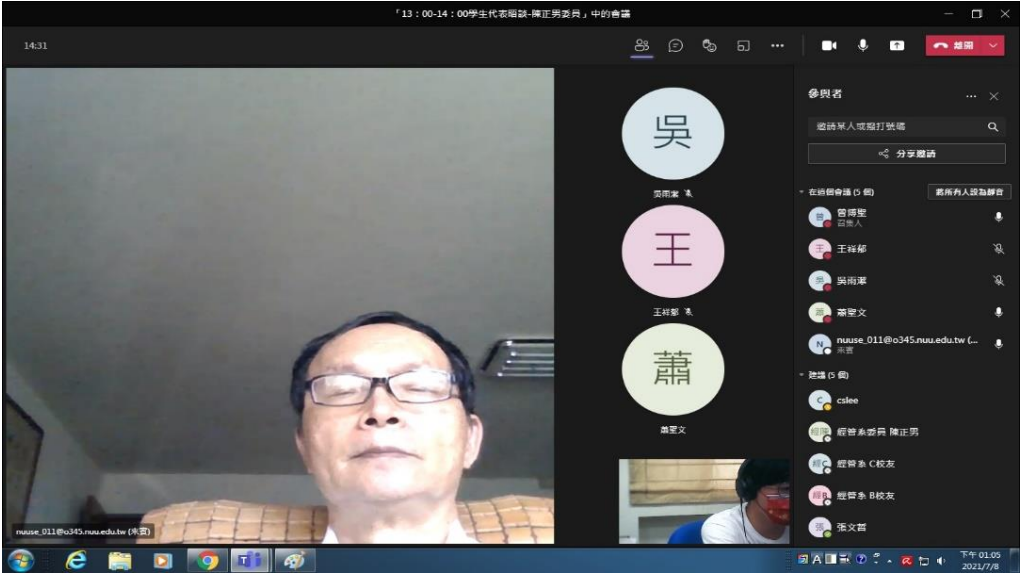 「13：00-14：00學生代表晤談-陳正男委員」中的會議
14:31
離開
參與者
邀請某人或撥打號碼
分享邀請
在這個會議 (5 個)
將所有人設為靜音
曾博聖
召集人
王祥郁
吳雨潔
蕭聖文
nuuse_011@o345.nuu.edu.tw (...
來賓
建議 (5 個)
cslee
經管系委員 陳正男
經管系 C校友
經管系 B校友
張文哲
吳
吳雨潔
王
王祥郁
蕭
蕭聖文
nuuse_011@o345.nuu.edu.tw (來賓)
下午 01:05
2021/7/8